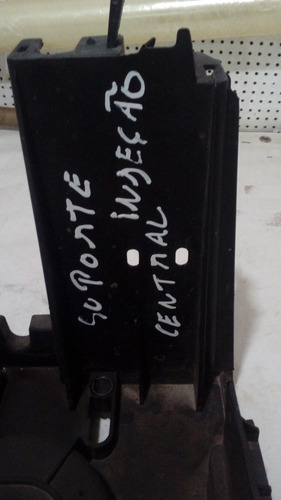 SUPORTE
INJEÇÃO
CENTRAL